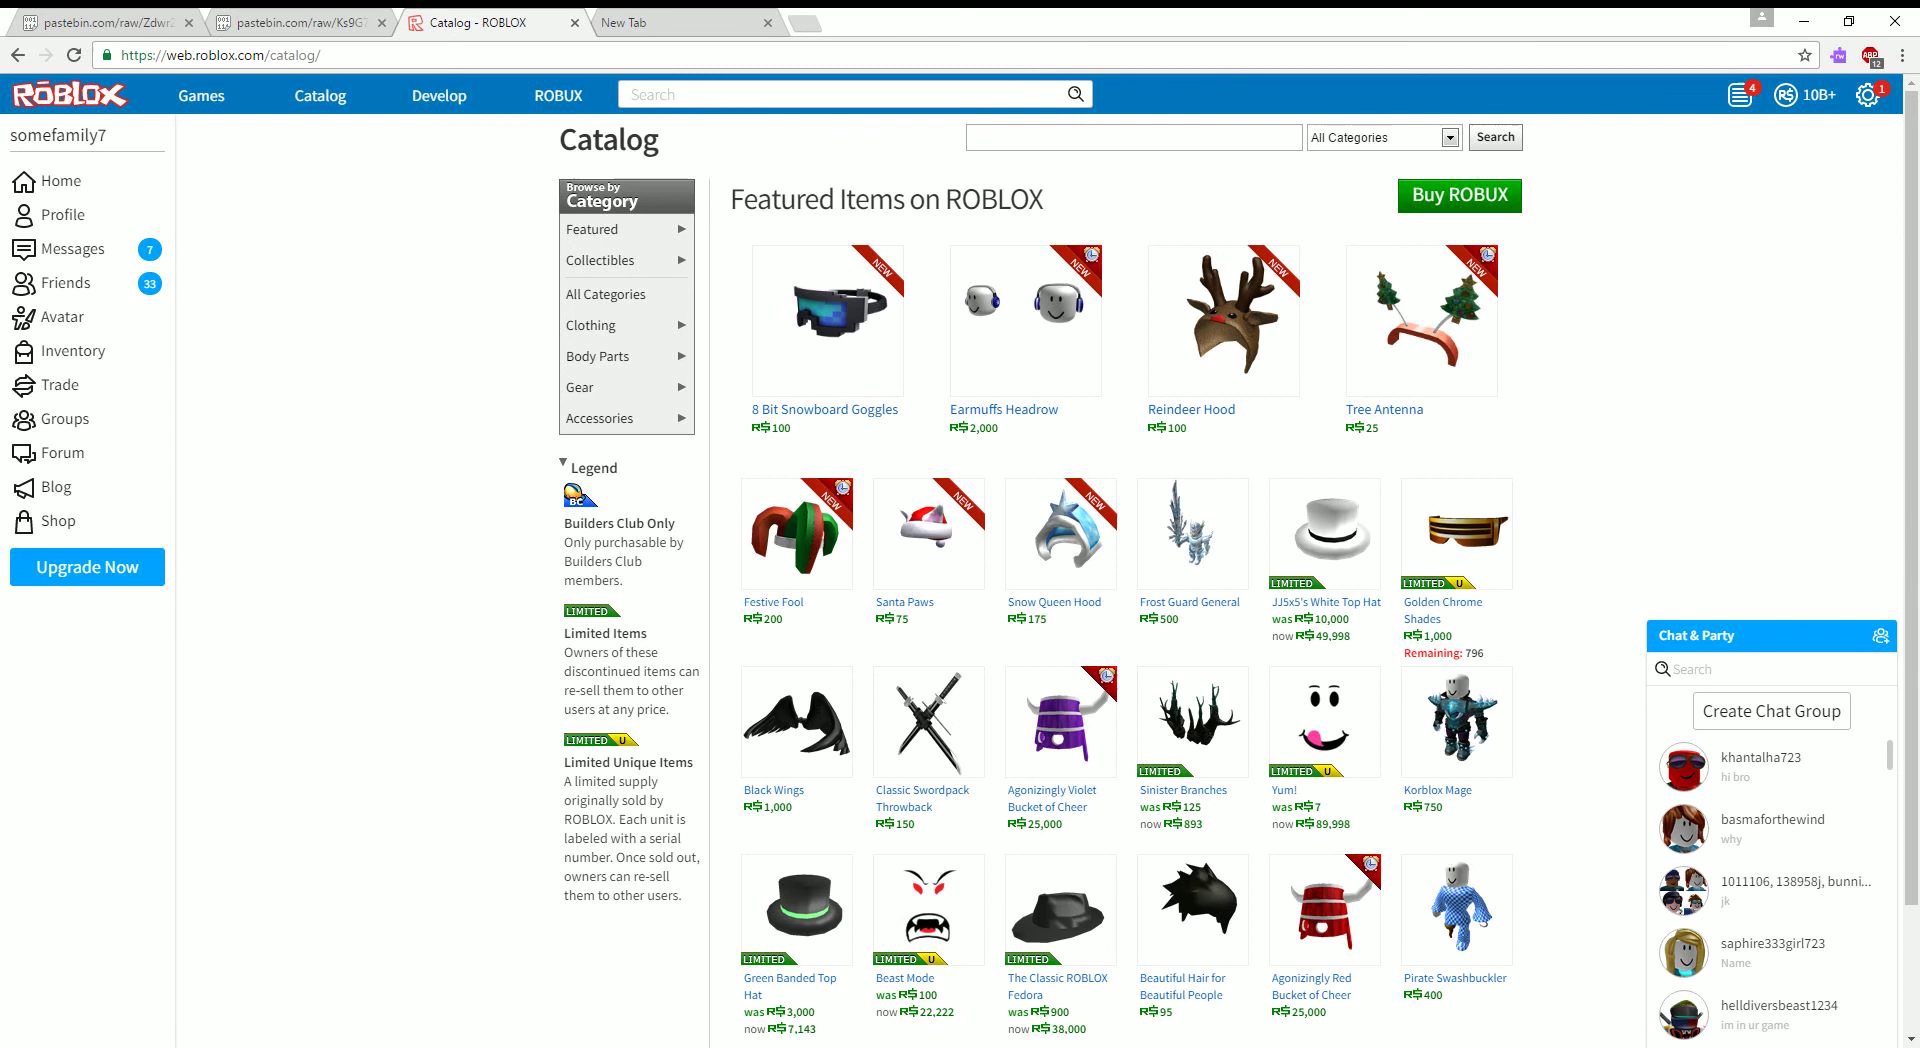 pastebin.com/raw/Zdwr
pastebin.com/raw/Ks9G7
Catalog - ROBLOX
New Tab
https://web.roblox.com/catalog/
ABP
12
ROBLOX
Games
Catalog
Develop
ROBUX
Search
4
R$ 10B+
1
somefamily7
Home
Profile
Messages
7
Friends
33
Avatar
Inventory
Trade
Groups
Forum
Blog
Shop
Upgrade Now
Catalog
All Categories
Search
Browse by
Category
Featured
Collectibles
All Categories
Clothing
Body Parts
Gear
Accessories
Legend
BC
Builders Club Only
Only purchasable by
Builders Club
members.
LIMITED
Limited Items
Owners of these
discontinued items can
re-sell them to other
users at any price.
LIMITED U
Limited Unique Items
A limited supply
originally sold by
ROBLOX. Each unit is
labeled with a serial
number. Once sold out,
owners can re-sell
them to other users.
Featured Items on ROBLOX
Buy ROBUX
NEW
8 Bit Snowboard Goggles
R$ 100
NEW
Earmuffs Headrow
R$ 2,000
NEW
Reindeer Hood
R$ 100
NEW
Tree Antenna
R$ 25
NEW
Festive Fool
R$ 200
NEW
Santa Paws
R$ 75
NEW
Snow Queen Hood
R$ 175
Frost Guard General
R$ 500
LIMITED
JJ5x5's White Top Hat
was R$ 10,000
now R$ 49,998
LIMITED U
Golden Chrome
Shades
R$ 1,000
Remaining: 796
Black Wings
R$ 1,000
Classic Swordpack
Throwback
R$ 150
Agonizingly Violet
Bucket of Cheer
R$ 25,000
LIMITED
Sinister Branches
was R$ 125
now R$ 893
LIMITED U
Yum!
was R$ 7
now R$ 89,998
Korblox Mage
R$ 750
LIMITED
Green Banded Top
Hat
was R$ 3,000
now R$ 7,143
LIMITED U
Beast Mode
was R$ 100
now R$ 22,222
LIMITED
The Classic ROBLOX
Fedora
was R$ 900
now R$ 38,000
Beautiful Hair for
Beautiful People
R$ 95
Agonizingly Red
Bucket of Cheer
R$ 25,000
Pirate Swashbuckler
R$ 400
Chat & Party
Search
Create Chat Group
khantalha723
hi bro
basmaforthewind
why
1011106, 138958j, bunni...
jk
saphire333girl723
Name
helldiversbeast1234
im in ur game